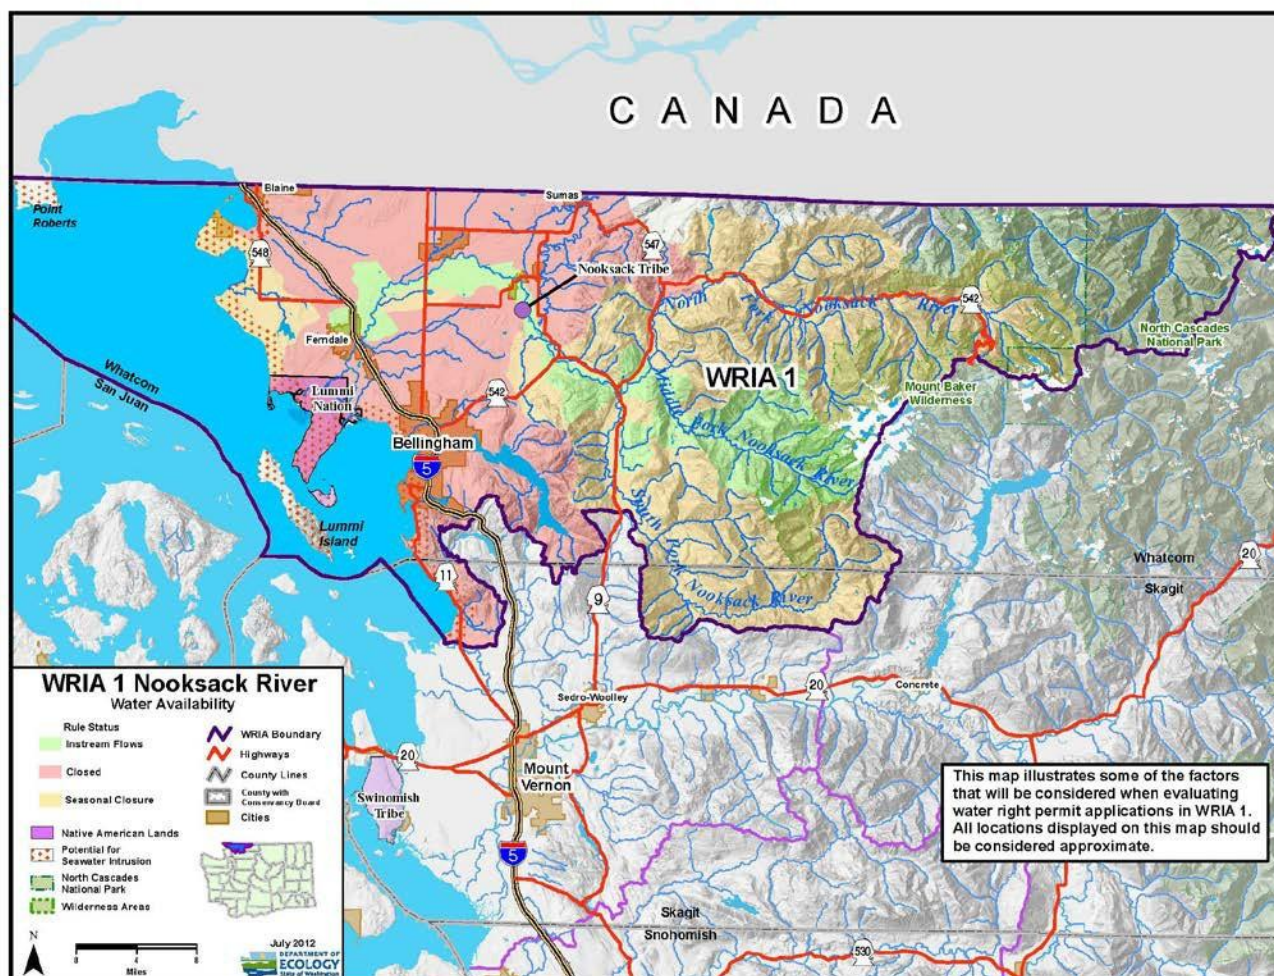 CANADA
Blaine
Sumas
Point
Roberts
548
547
Nooksack Tribe
North Fork Nooksack River
542
North Cascades
National Park
Ferndale
WRIA 1
Whatcom
San Juan
Lummi
Nation
542
Mount Baker
Wilderness
Middle Fork Nooksack River
Bellingham
5
Lummi
Island
South Fork Nooksack River
Whatcom
Skagit
20
11
9
Sedro-Woolley
20
Concrete
20
Mount
Vernon
Swinomish
Tribe
5
Skagit
Snohomish
530
WRIA 1 Nooksack River
Water Availability
Rule Status
Instream Flows
Closed
Seasonal Closure
Native American Lands
Potential for
Seawater Intrusion
North Cascades
National Park
Wilderness Areas
WRIA Boundary
Highways
County Lines
County with
Conservancy Board
Cities
N
0 4 8
Miles
July 2012
DEPARTMENT OF
ECOLOGY
State of Washington
This map illustrates some of the factors
that will be considered when evaluating
water right permit applications in WRIA 1.
All locations displayed on this map should
be considered approximate.